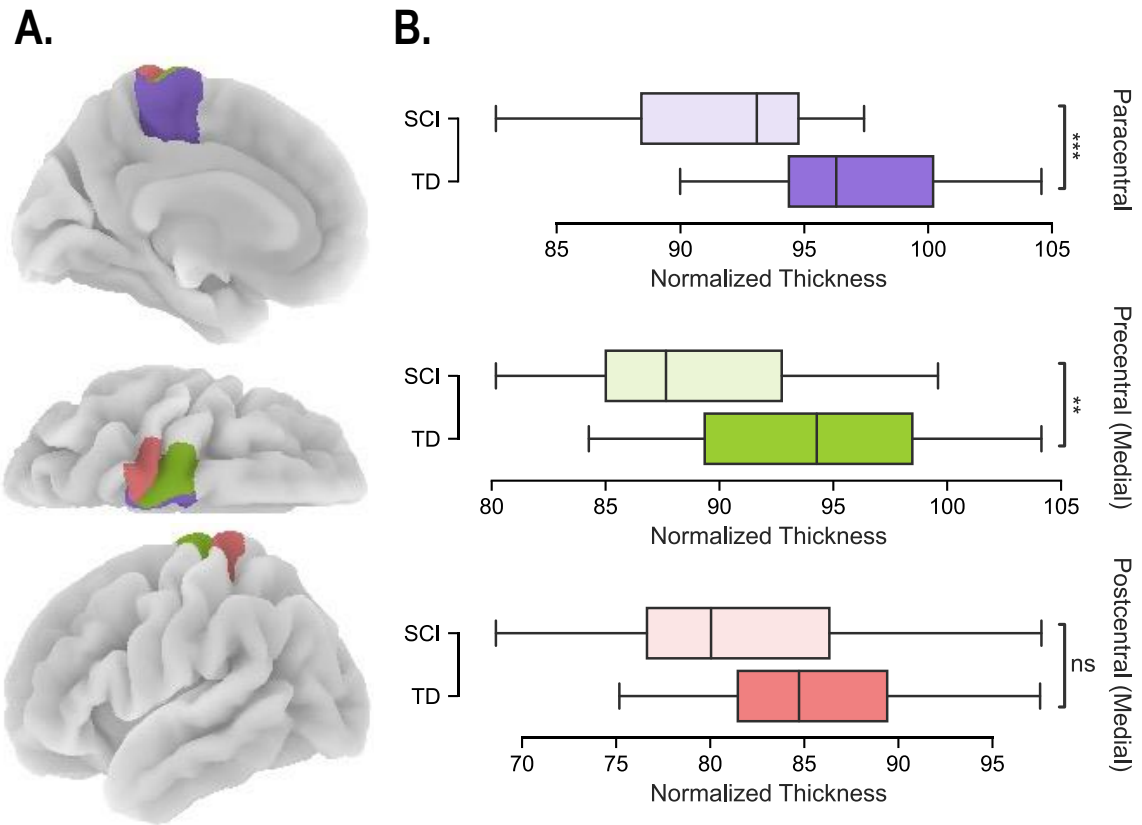 A.
B.
SCI
TD
***
Paracentral
85 90 95 100 105
Normalized Thickness
SCI
TD
**
Precentral (Medial)
80 85 90 95 100 105
Normalized Thickness
SCI
TD
ns
Postcentral (Medial)
70 75 80 85 90 95
Normalized Thickness